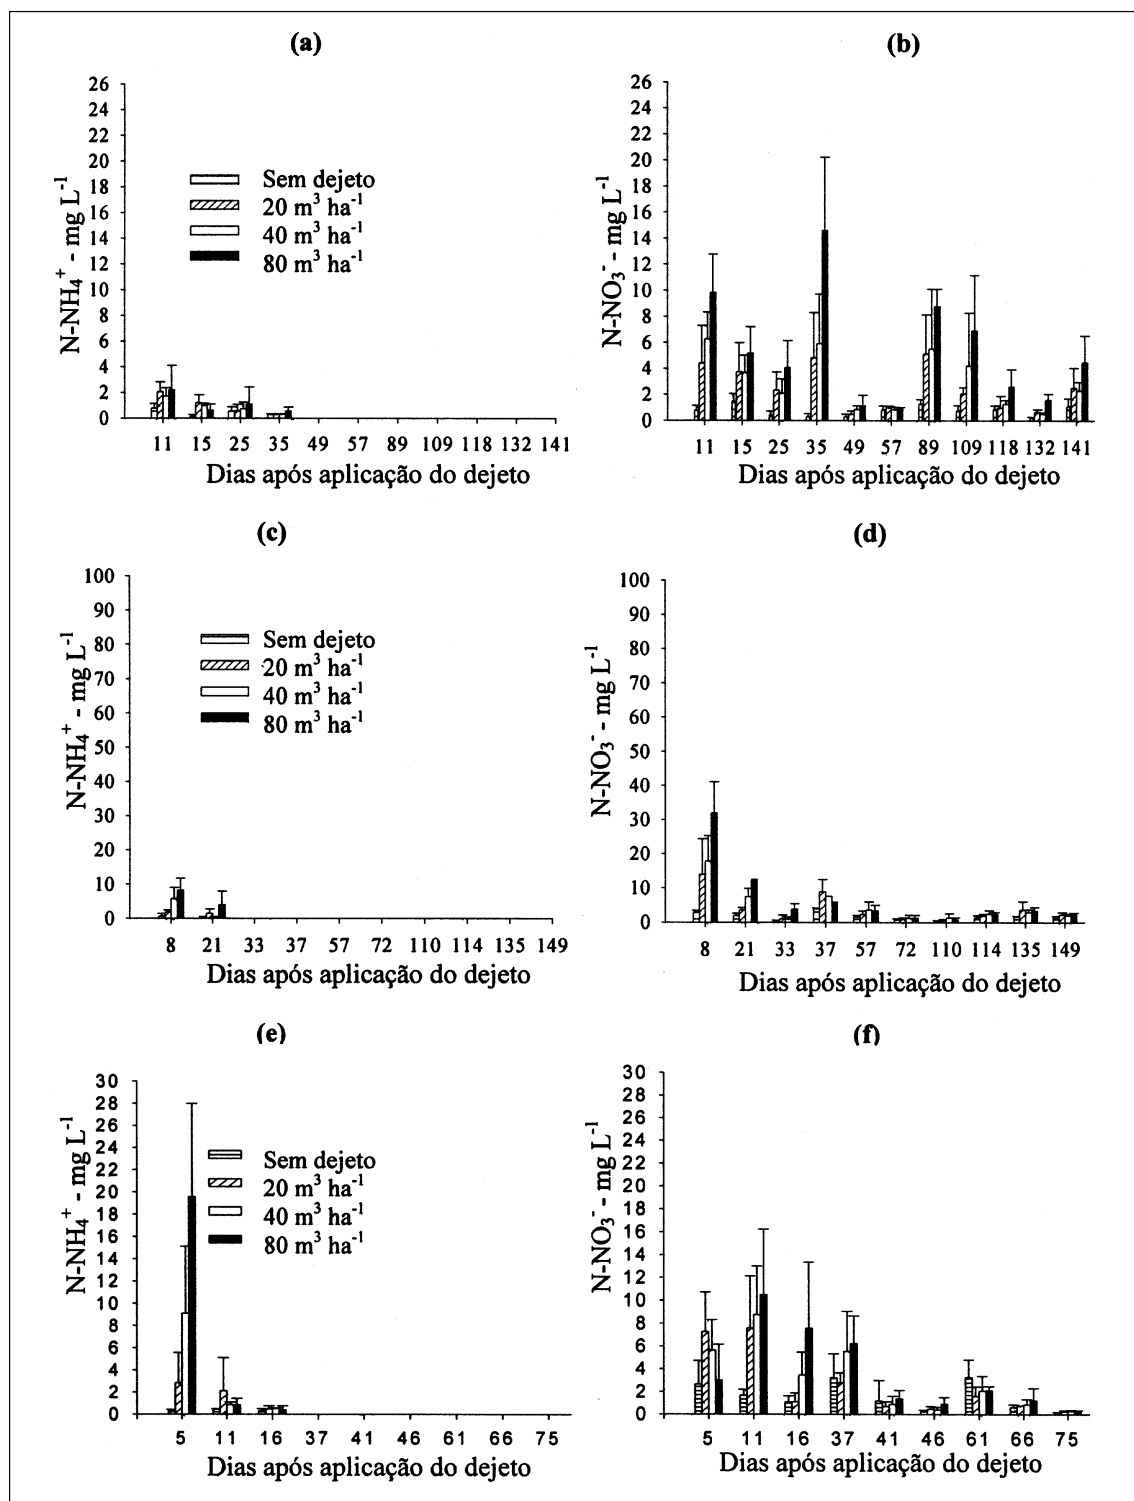 (a)
26
24
22
20
18
16
14
12
10
8
6
4
2
0
N-NH₄⁺ - mg L⁻¹
Sem dejeto
20 m³ ha⁻¹
40 m³ ha⁻¹
80 m³ ha⁻¹
11 15 25 35 49 57 89 109 118 132 141
Dias após aplicação do dejeto
(b)
26
24
22
20
18
16
14
12
10
8
6
4
2
0
N-NO₃⁻ - mg L⁻¹
11 15 25 35 49 57 89 109 118 132 141
Dias após aplicação do dejeto
(c)
100
90
80
70
60
50
40
30
20
10
0
N-NH₄⁺ - mg L⁻¹
Sem dejeto
20 m³ ha⁻¹
40 m³ ha⁻¹
80 m³ ha⁻¹
8 21 33 37 57 72 110 114 135 149
Dias após aplicação do dejeto
(d)
100
90
80
70
60
50
40
30
20
10
0
N-NO₃⁻ - mg L⁻¹
8 21 33 37 57 72 110 114 135 149
Dias após aplicação do dejeto
(e)
30
28
26
24
22
20
18
16
14
12
10
8
6
4
2
0
N-NH₄⁺ - mg L⁻¹
Sem dejeto
20 m³ ha⁻¹
40 m³ ha⁻¹
80 m³ ha⁻¹
5 11 16 37 41 46 61 66 75
Dias após aplicação do dejeto
(f)
30
28
26
24
22
20
18
16
14
12
10
8
6
4
2
0
N-NO₃⁻ - mg L⁻¹
5 11 16 37 41 46 61 66 75
Dias após aplicação do dejeto